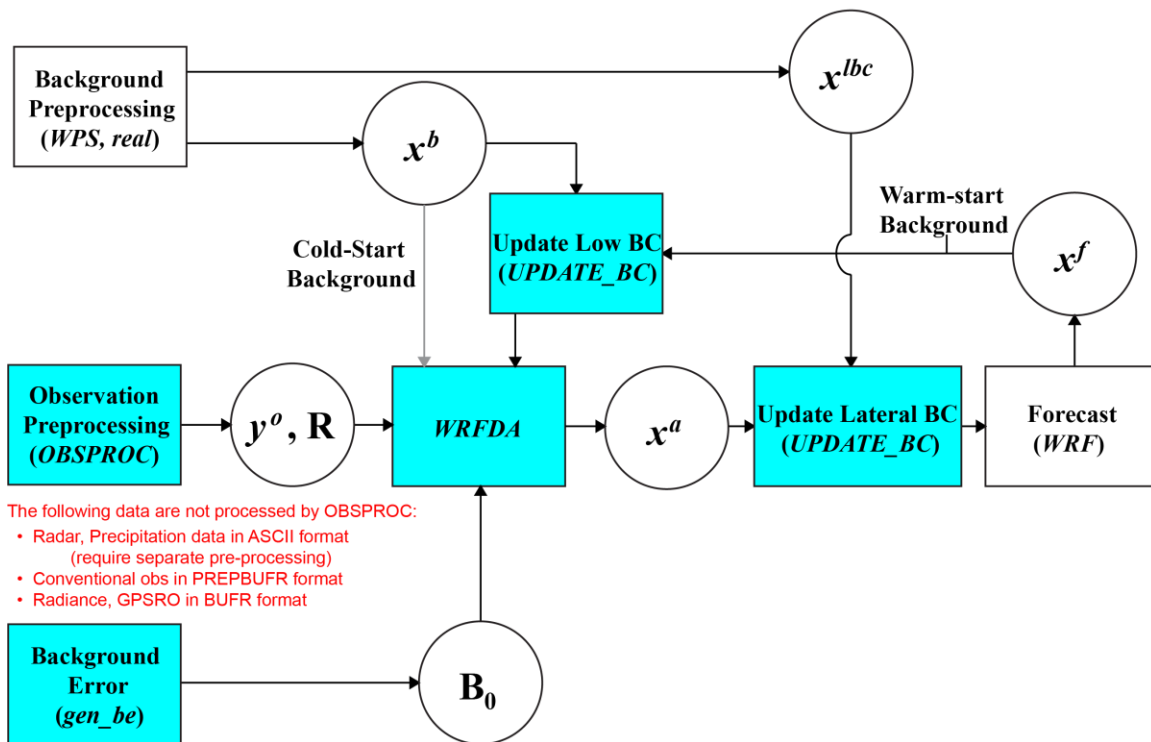 Background
Preprocessing
(WPS, real)
x^lbc
x^b
Warm-start
Background
Cold-Start
Background
Update Low BC
(UPDATE_BC)
x^f
Observation
Preprocessing
(OBSPROC)
y^o, R
WRFDA
x^a
Update Lateral BC
(UPDATE_BC)
Forecast
(WRF)
The following data are not processed by OBSPROC:
• Radar, Precipitation data in ASCII format
(require separate pre-processing)
• Conventional obs in PREPBUFR format
• Radiance, GPSRO in BUFR format
Background
Error
(gen_be)
B₀